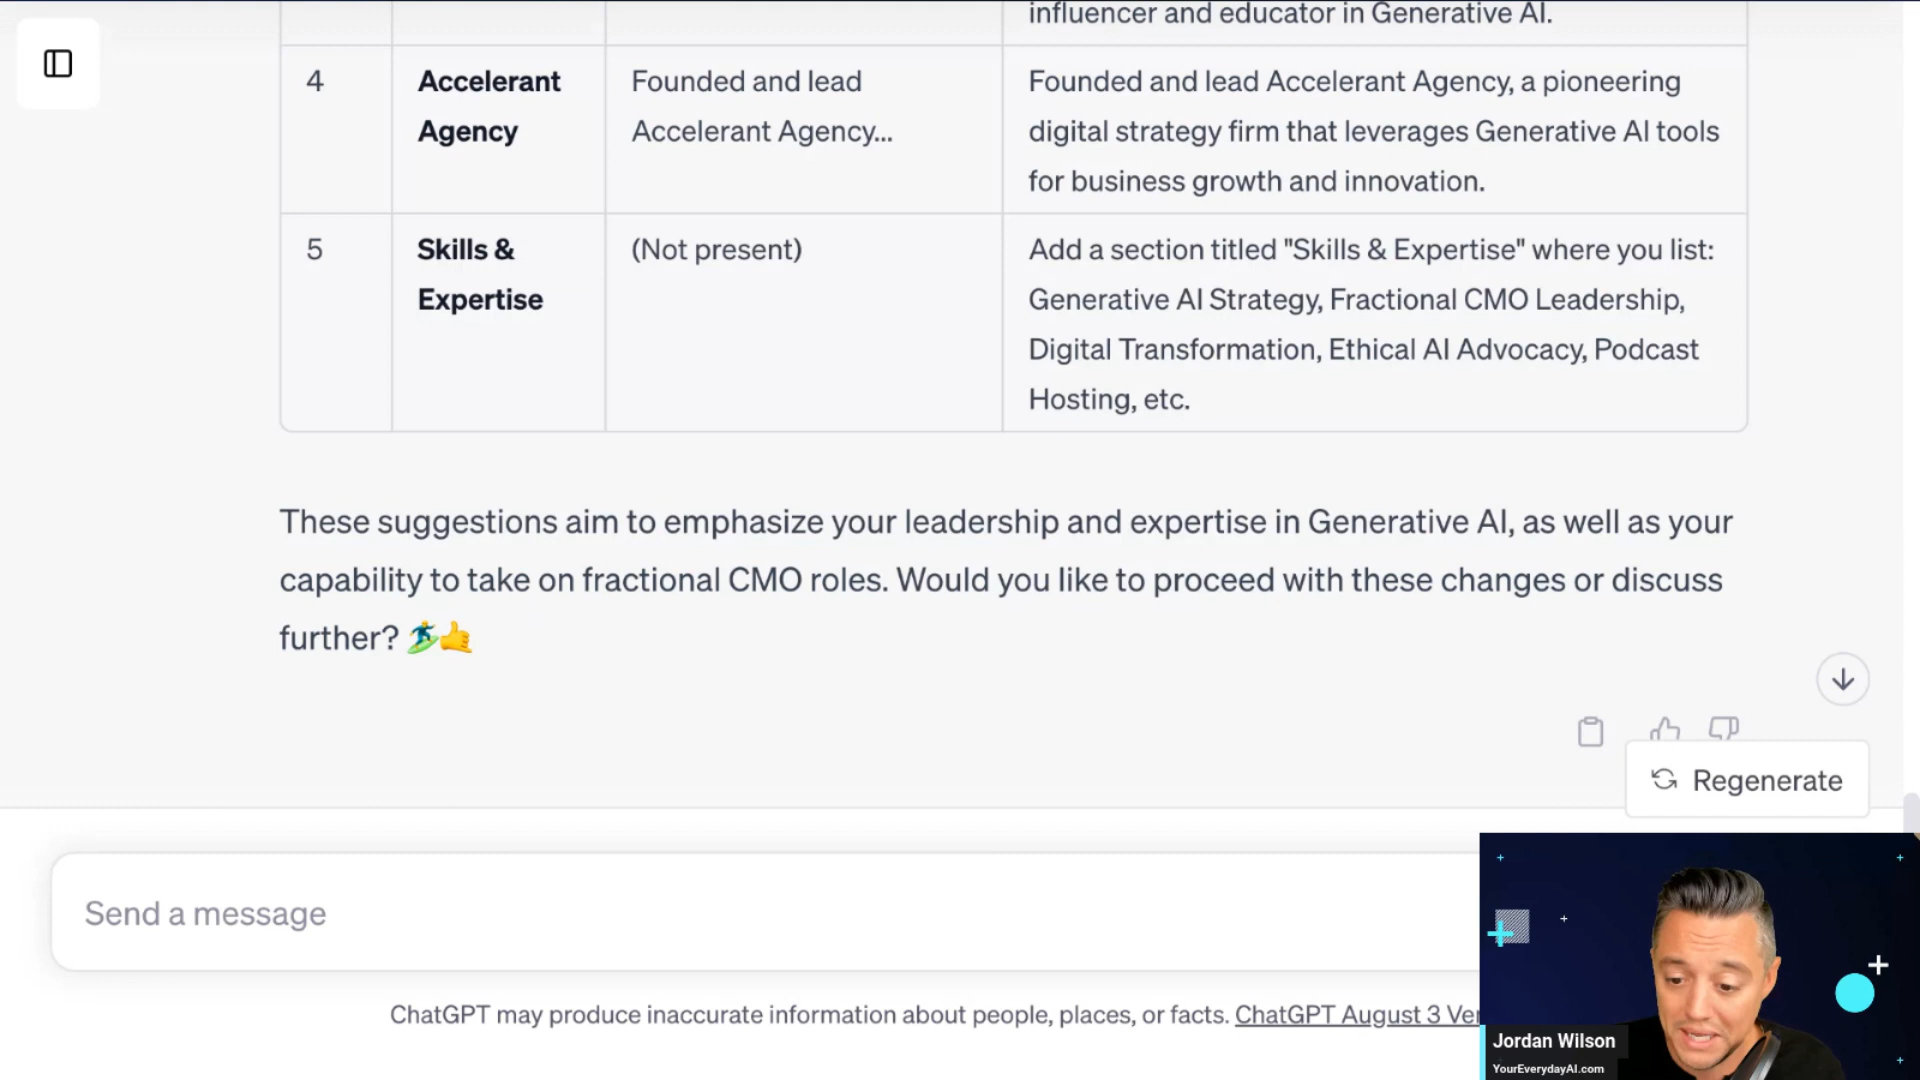 influencer and educator in Generative AI.
4
Accelerant
Agency
Founded and lead
Accelerant Agency...
Founded and lead Accelerant Agency, a pioneering
digital strategy firm that leverages Generative AI tools
for business growth and innovation.
5
Skills &
Expertise
(Not present)
Add a section titled "Skills & Expertise" where you list:
Generative AI Strategy, Fractional CMO Leadership,
Digital Transformation, Ethical AI Advocacy, Podcast
Hosting, etc.
These suggestions aim to emphasize your leadership and expertise in Generative AI, as well as your
capability to take on fractional CMO roles. Would you like to proceed with these changes or discuss
further? 🏄‍♂️🤙
Regenerate
Send a message
ChatGPT may produce inaccurate information about people, places, or facts. ChatGPT August 3 Ver
Jordan Wilson
YourEverydayAI.com